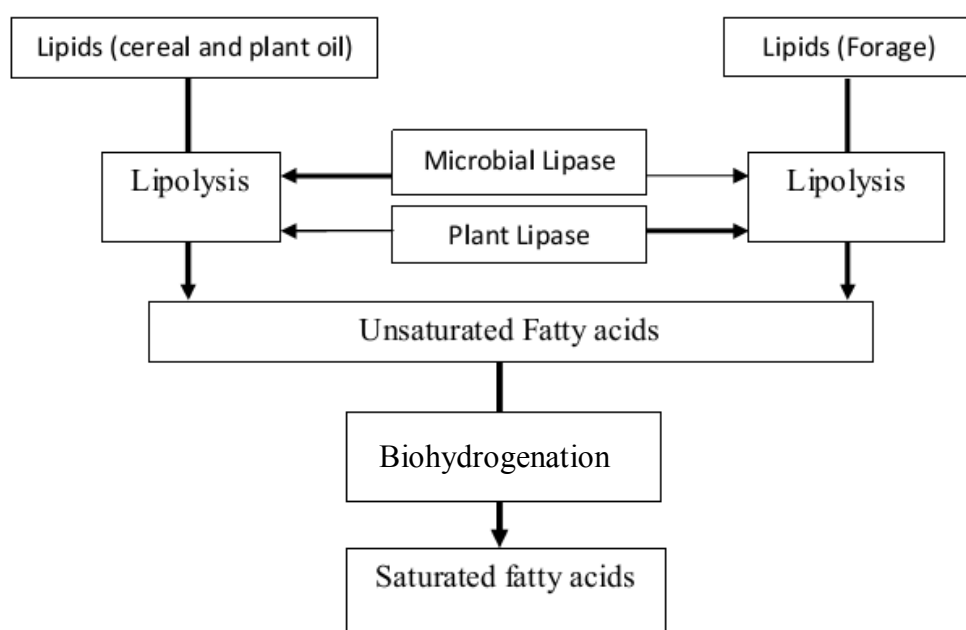 Lipids (cereal and plant oil)
Lipids (Forage)
Lipolysis
Microbial Lipase
Lipolysis
Plant Lipase
Unsaturated Fatty acids
Biohydrogenation
Saturated fatty acids